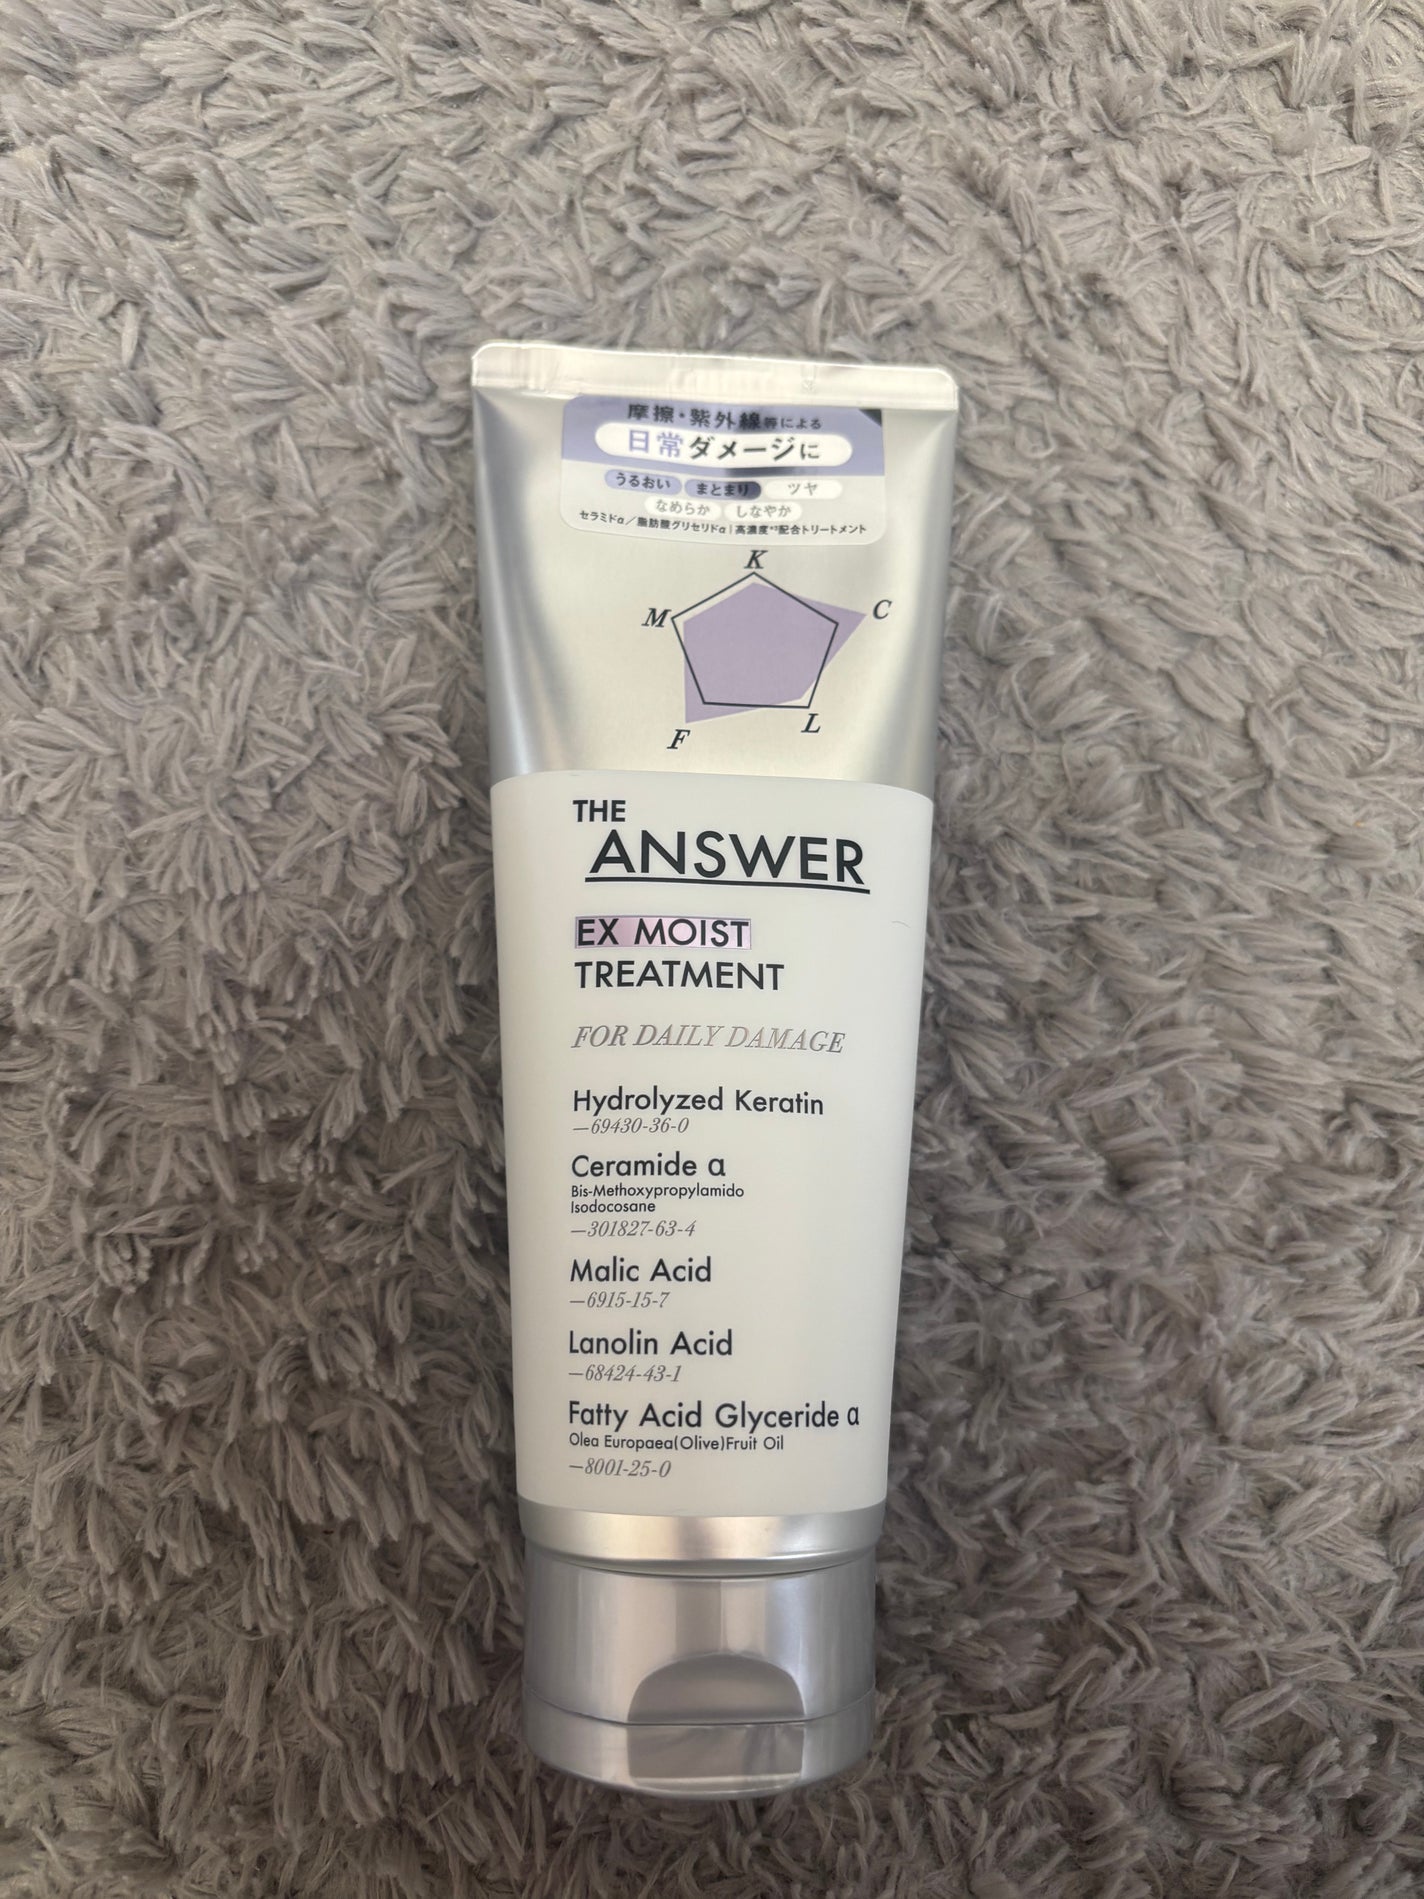 摩擦・紫外線等による
日常ダメージに
うるおい まとまり ツヤ
なめらか しなやか
セラミドα／脂肪酸グリセリドα｜高濃度*²配合トリートメント
K
M
C
F
L
THE
ANSWER
EX MOIST
TREATMENT
FOR DAILY DAMAGE
Hydrolyzed Keratin
—69430-36-0
Ceramide α
Bis-Methoxypropylamido
Isodocosane
—301827-63-4
Malic Acid
—6915-15-7
Lanolin Acid
—68424-43-1
Fatty Acid Glyceride α
Olea Europaea(Olive)Fruit Oil
—8001-25-0